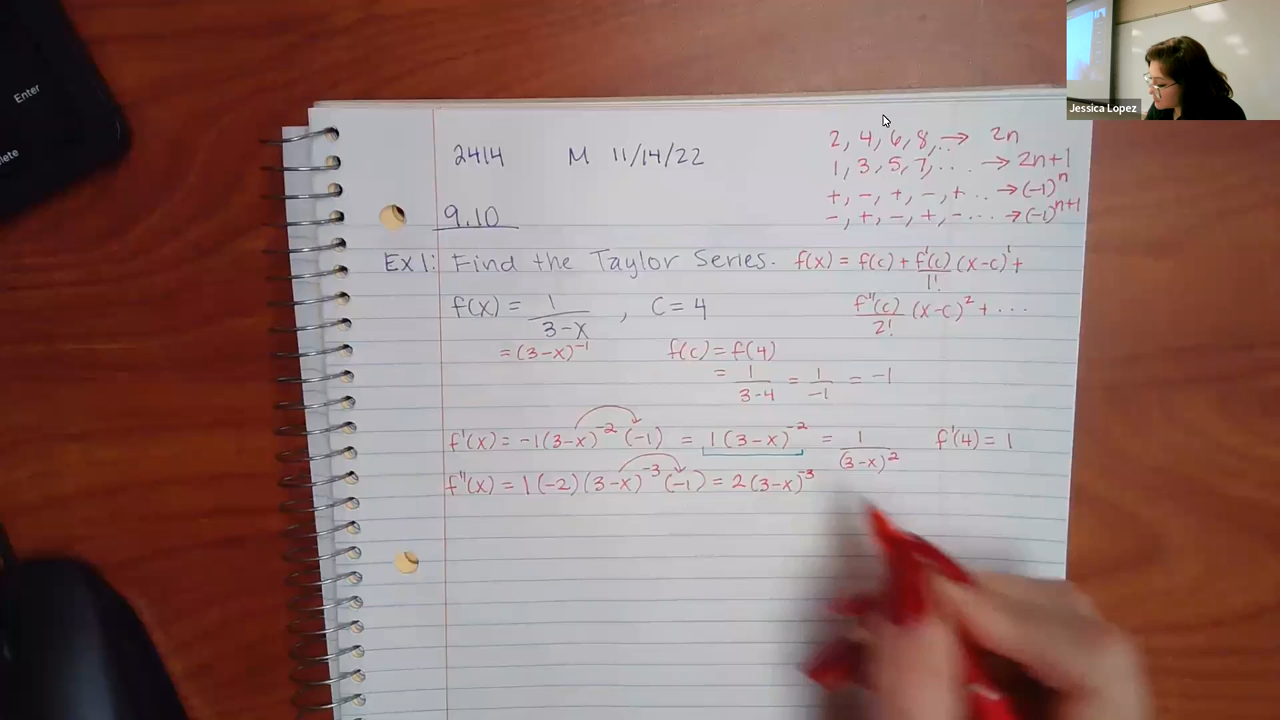 Enter
lete
Jessica Lopez
2414 M 11/14/22
2, 4, 6, 8, ... → 2n
1, 3, 5, 7, ... → 2n+1
+, -, +, -, + ... → (-1)^n
-, +, -, +, - ... → (-1)^{n+1}
9.10
Ex 1: Find the Taylor Series. f(x) = f(c) + f'(c)/1! (x-c)^1 +
f''(c)/2! (x-c)^2 + ...
f(x) = 1/(3-x) , C = 4
= (3-x)^{-1}
f(c) = f(4)
= 1/(3-4) = 1/-1 = -1
f'(x) = -1(3-x)^{-2}(-1) = 1(3-x)^{-2} = 1/(3-x)^2 f'(4) = 1
f''(x) = 1(-2)(3-x)^{-3}(-1) = 2(3-x)^{-3}